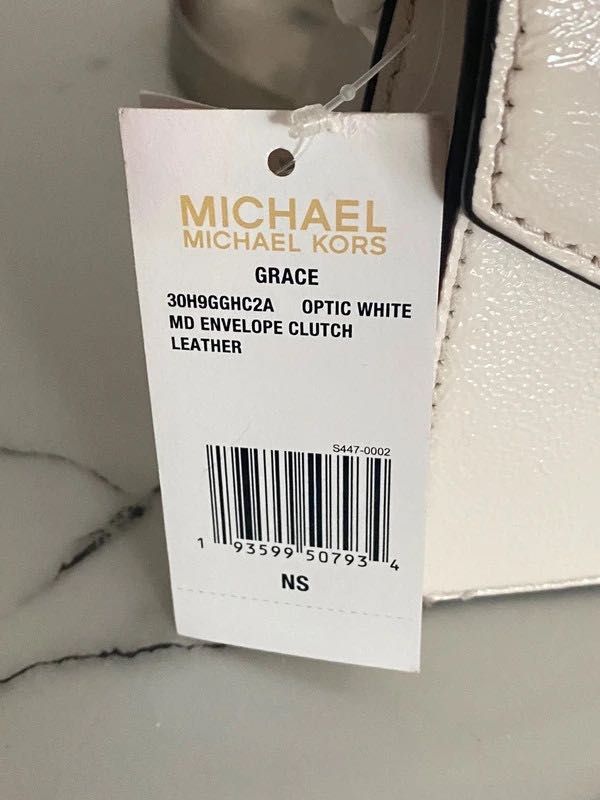 MICHAEL
MICHAEL KORS
GRACE
30H9GGHC2A OPTIC WHITE
MD ENVELOPE CLUTCH
LEATHER
S447-0002
1 93599 50793 4
NS